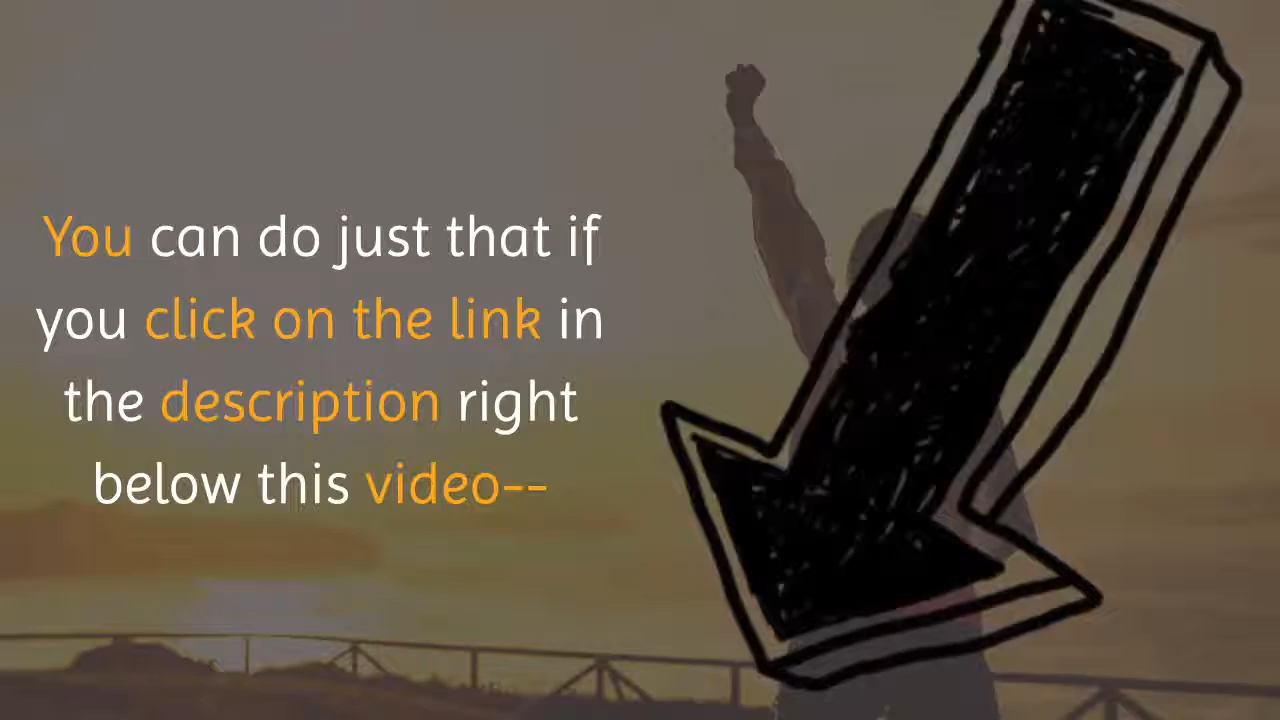 You can do just that if
you click on the link in
the description right
below this video--